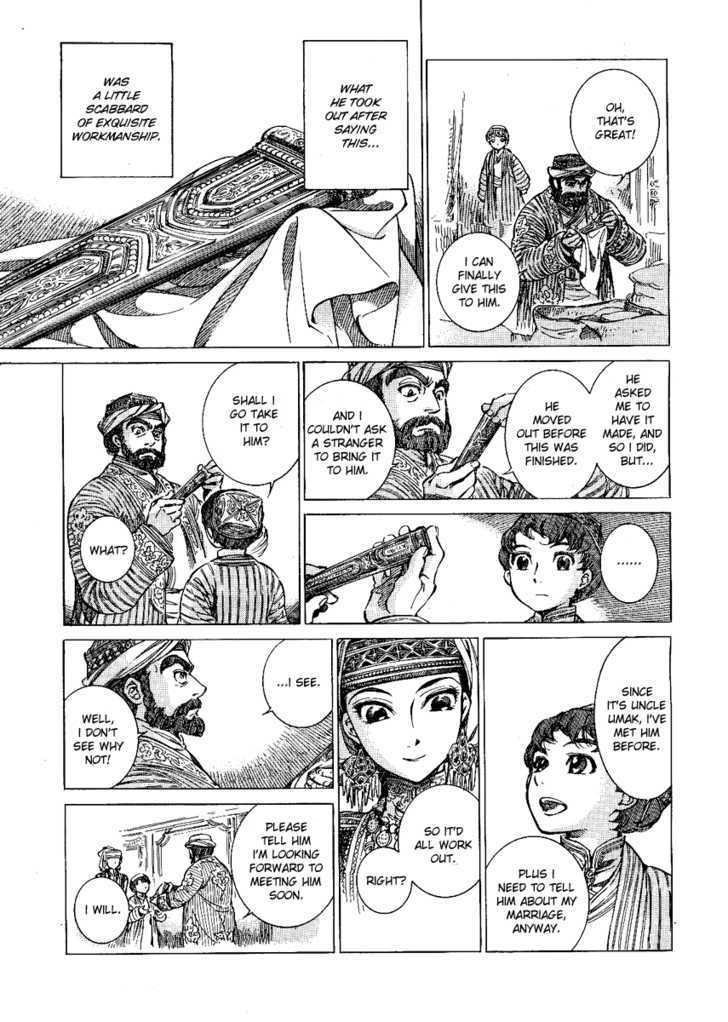 OH,
THAT'S
GREAT!
I CAN
FINALLY
GIVE THIS
TO HIM.
WHAT
HE TOOK
OUT AFTER
SAYING
THIS...
WAS
A LITTLE
SCABBARD
OF EXQUISITE
WORKMANSHIP.
HE
ASKED
ME TO
HAVE IT
MADE, AND
SO I DID,
BUT...
HE
MOVED
OUT BEFORE
THIS WAS
FINISHED.
AND I
COULDN'T ASK
A STRANGER
TO BRING IT
TO HIM.
......
SHALL I
GO TAKE
IT TO
HIM?
WHAT?
SINCE
IT'S UNCLE
UMAK, I'VE
MET HIM
BEFORE.
PLUS I
NEED TO TELL
HIM ABOUT MY
MARRIAGE,
ANYWAY.
SO IT'D
ALL WORK
OUT.
RIGHT?
...I SEE.
WELL,
I DON'T
SEE WHY
NOT!
PLEASE
TELL HIM
I'M LOOKING
FORWARD TO
MEETING HIM
SOON.
I WILL.